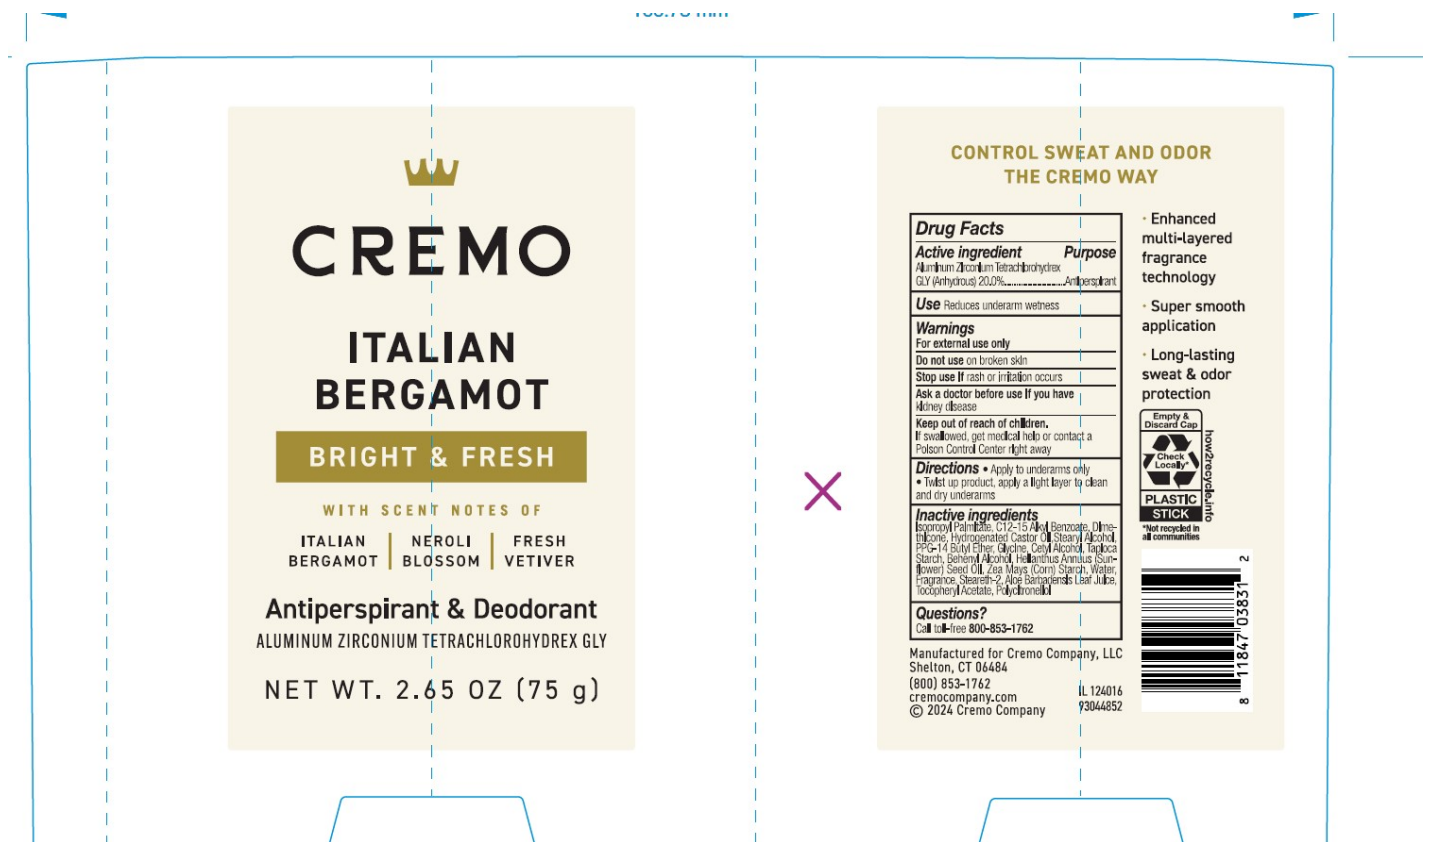 CREMO
ITALIAN
BERGAMOT
BRIGHT & FRESH
WITH SCENT NOTES OF
ITALIAN BERGAMOT | NEROLI BLOSSOM | FRESH VETIVER
Antiperspirant & Deodorant
ALUMINUM ZIRCONIUM TETRACHLOROHYDREX GLY
NET WT. 2.65 OZ (75 g)
CONTROL SWEAT AND ODOR
THE CREMO WAY
Drug Facts
Active ingredient Purpose
Aluminum Zirconium Tetrachlorohydrex
GLY (Anhydrous) 20.0%......................Antiperspirant
Use Reduces underarm wetness
Warnings
For external use only
Do not use on broken skin
Stop use if rash or irritation occurs
Ask a doctor before use if you have
kidney disease
Keep out of reach of children.
If swallowed, get medical help or contact a
Poison Control Center right away
Directions • Apply to underarms only
• Twist up product, apply a light layer to clean
and dry underarms
Inactive ingredients
Isopropyl Palmitate, C12-15 Alkyl Benzoate, Dime-
thicone, Hydrogenated Castor Oil, Stearyl Alcohol,
PPG-14 Butyl Ether, Glycine, Cetyl Alcohol, Tapioca
Starch, Behenyl Alcohol, Helianthus Annuus (Sun-
flower) Seed Oil, Zea Mays (Corn) Starch, Water,
Fragrance, Steareth-2, Aloe Barbadensis Leaf Juice,
Tocopheryl Acetate, Polycitronellol
Questions?
Call toll-free 800-853-1762
Manufactured for Cremo Company, LLC
Shelton, CT 06484
(800) 853-1762
cremocompany.com
© 2024 Cremo Company
IL 124016
93044852
• Enhanced
multi-layered
fragrance
technology
• Super smooth
application
• Long-lasting
sweat & odor
protection
Empty &
Discard Cap
Check
Locally*
PLASTIC
STICK
how2recycle.info
*Not recycled in
all communities
8 11847 03831 2